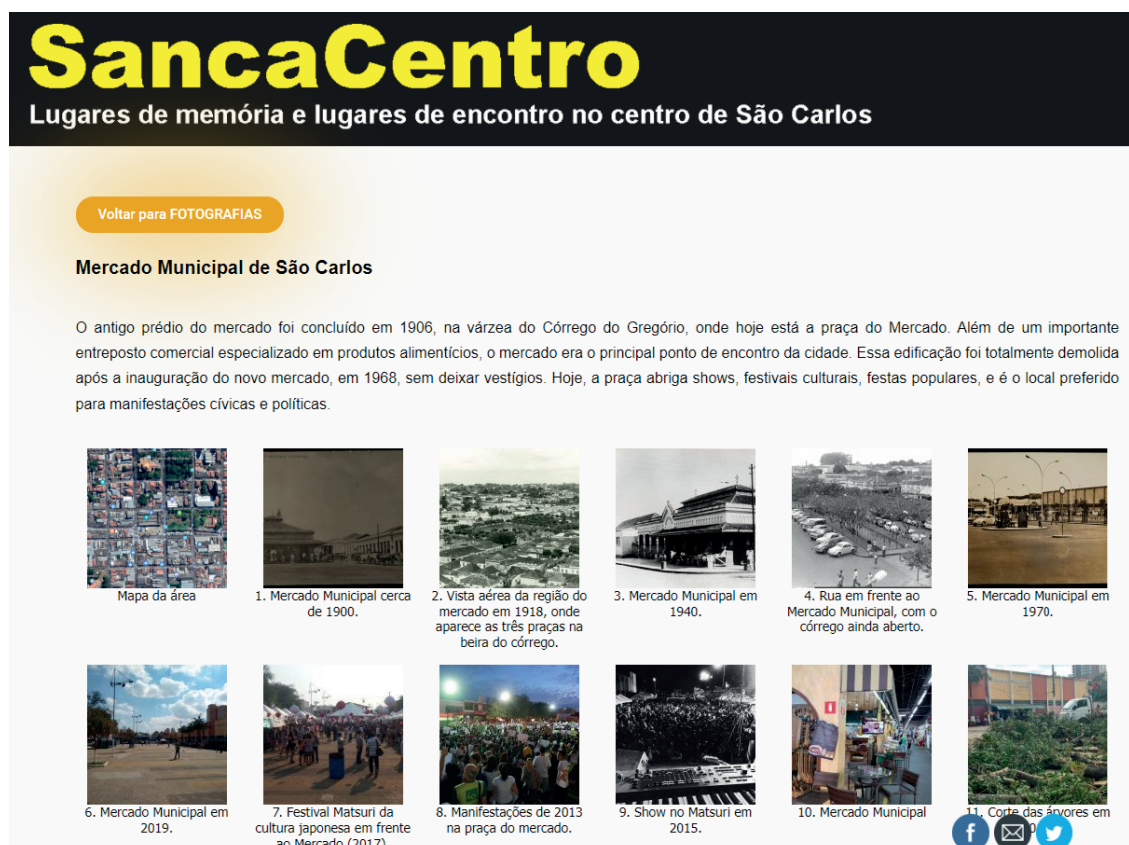 SancaCentro
Lugares de memória e lugares de encontro no centro de São Carlos
Voltar para FOTOGRAFIAS
Mercado Municipal de São Carlos
O antigo prédio do mercado foi concluído em 1906, na várzea do Córrego do Gregório, onde hoje está a praça do Mercado. Além de um importante
entreposto comercial especializado em produtos alimentícios, o mercado era o principal ponto de encontro da cidade. Essa edificação foi totalmente demolida
após a inauguração do novo mercado, em 1968, sem deixar vestígios. Hoje, a praça abriga shows, festivais culturais, festas populares, e é o local preferido
para manifestações cívicas e políticas.
Mapa da área
1. Mercado Municipal cerca
de 1900.
2. Vista aérea da região do
mercado em 1918, onde
aparece as três praças na
beira do córrego.
3. Mercado Municipal em
1940.
4. Rua em frente ao
Mercado Municipal, com o
córrego ainda aberto.
5. Mercado Municipal em
1970.
6. Mercado Municipal em
2019.
7. Festival Matsuri da
cultura japonesa em frente
ao Mercado (2017)
8. Manifestações de 2013
na praça do mercado.
9. Show no Matsuri em
2015.
10. Mercado Municipal
11. Corte das árvores em